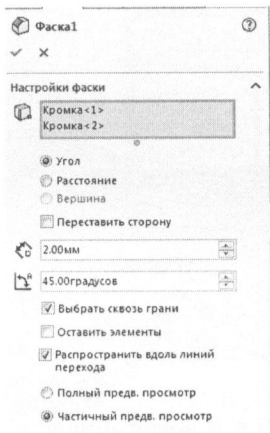 Фаска1
Настройки фаски
Кромка<1>
Кромка<2>
Угол
Расстояние
Вершина
Переставить сторону
2.00мм
45.00градусов
Выбрать сквозь грани
Оставить элементы
Распространить вдоль линий
перехода
Полный предв. просмотр
Частичный предв. просмотр